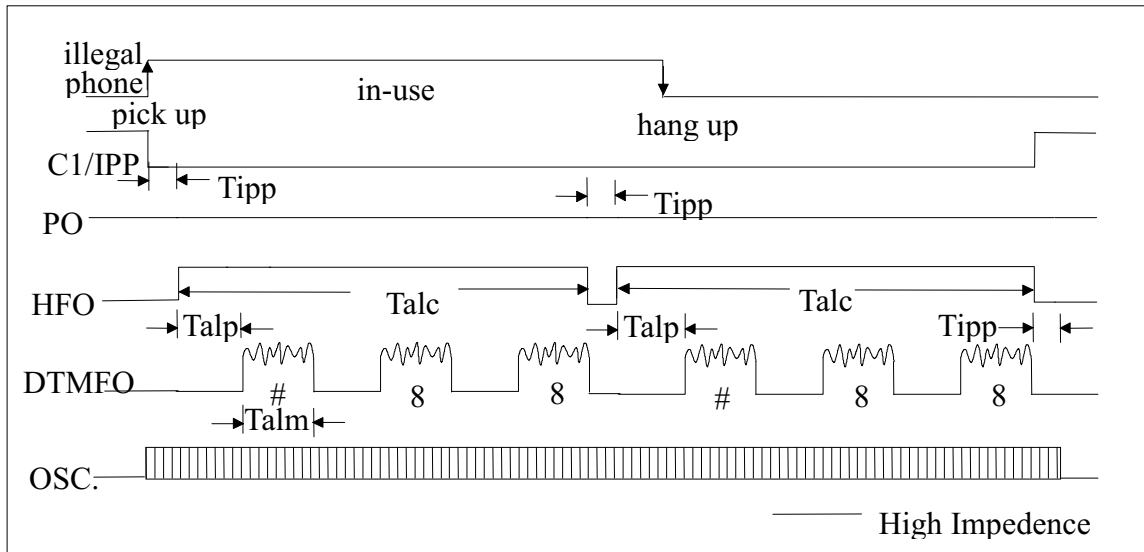 illegal
phone
in-use
pick up
hang up
C1/IPP
Tipp
Tipp
PO
HFO
Talc
Talc
Talp
Talp
Tipp
DTMFO
# 8 8 # 8 8
Talm
OSC.
High Impedence